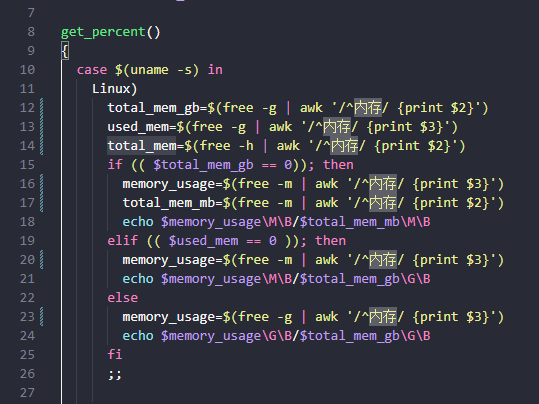 7
8 get_percent()
9 {
10 case $(uname -s) in
11 Linux)
12 total_mem_gb=$(free -g | awk '/^内存/ {print $2}')
13 used_mem=$(free -g | awk '/^内存/ {print $3}')
14 total_mem=$(free -h | awk '/^内存/ {print $2}')
15 if (( $total_mem_gb == 0)); then
16 memory_usage=$(free -m | awk '/^内存/ {print $3}')
17 total_mem_mb=$(free -m | awk '/^内存/ {print $2}')
18 echo $memory_usage\M\B/$total_mem_mb\M\B
19 elif (( $used_mem == 0 )); then
20 memory_usage=$(free -m | awk '/^内存/ {print $3}')
21 echo $memory_usage\M\B/$total_mem_gb\G\B
22 else
23 memory_usage=$(free -g | awk '/^内存/ {print $3}')
24 echo $memory_usage\G\B/$total_mem_gb\G\B
25 fi
26 ;;
27